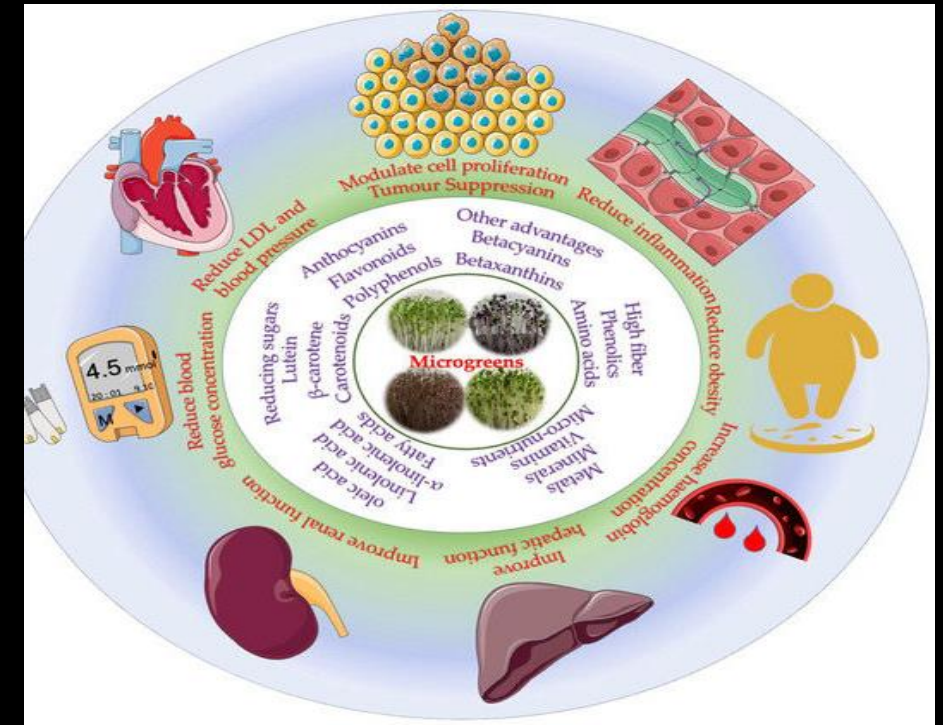 Modulate cell proliferation
Tumour Suppression
Reduce inflammation
Reduce obesity
Increase haemoglobin
concentration
Improve
hepatic function
Improve renal function
Reduce blood
glucose concentration
Reduce LDL and
blood pressure
Anthocyanins
Flavonoids
Polyphenols
Other advantages
Betacyanins
Betaxanthins
High fiber
Phenolics
Amino acids
Micro-nutrients
Vitamins
Minerals
Metals
Fatty acids
α-linolenic acid
Linolenic acid
oleic acid
Reducing sugars
Lutein
β-carotene
Carotenoids
Microgreens
4.5 mmol
M